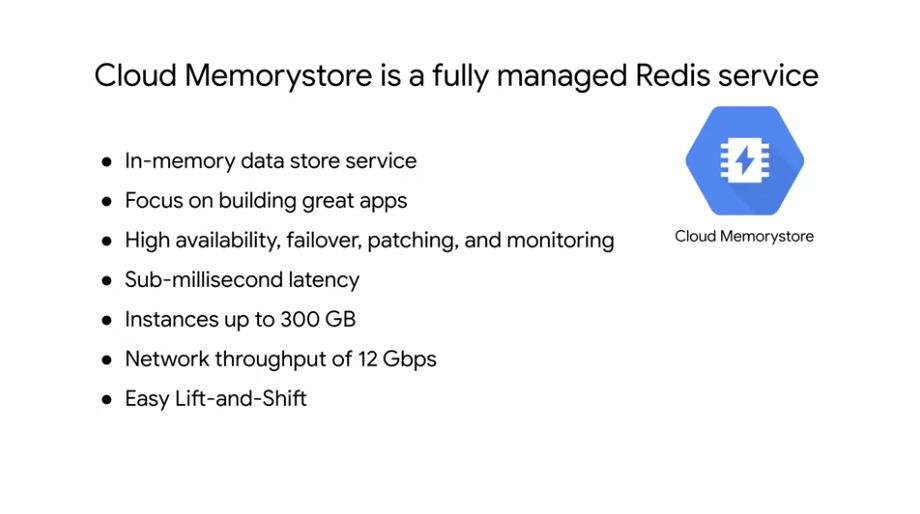 Cloud Memorystore is a fully managed Redis service
● In-memory data store service
● Focus on building great apps
● High availability, failover, patching, and monitoring
● Sub-millisecond latency
● Instances up to 300 GB
● Network throughput of 12 Gbps
● Easy Lift-and-Shift
Cloud Memorystore